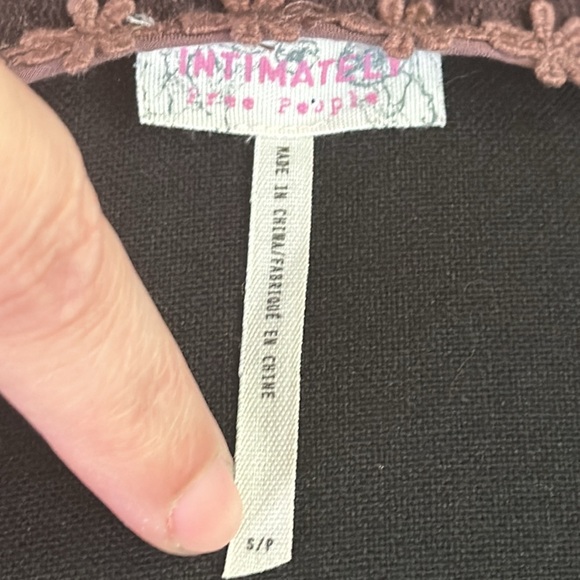 INTIMATELY
Free People
MADE IN CHINA/FABRIQUÉ EN CHINE
S/P